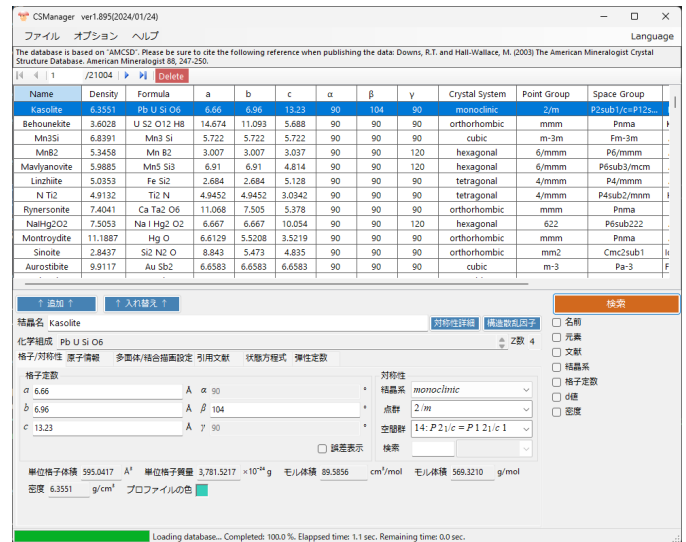 CSManager ver1.895(2024/01/24)
ファイル オプション ヘルプ Language
The database is based on "AMCSD". Please be sure to cite the following reference when publishing the data: Downs, R.T. and Hall-Wallace, M. (2003) The American Mineralogist Crystal
Structure Database. American Mineralogist 88, 247-250.
1 /21004 Delete
Name Density Formula a b c α β γ Crystal System Point Group Space Group
Kasolite 6.3551 Pb U Si O6 6.66 6.96 13.23 90 104 90 monoclinic 2/m P2sub1/c=P12s...
Behounekite 3.6028 U S2 O12 H8 14.674 11.093 5.688 90 90 90 orthorhombic mmm Pnma
Mn3Si 6.8391 Mn3 Si 5.722 5.722 5.722 90 90 90 cubic m-3m Fm-3m
MnB2 5.3458 Mn B2 3.007 3.007 3.037 90 90 120 hexagonal 6/mmm P6/mmm
Mavlyanovite 5.9885 Mn5 Si3 6.91 6.91 4.814 90 90 120 hexagonal 6/mmm P6sub3/mcm
Linzhiite 5.0353 Fe Si2 2.684 2.684 5.128 90 90 90 tetragonal 4/mmm P4/mmm
N Ti2 4.9132 Ti2 N 4.9452 4.9452 3.0342 90 90 90 tetragonal 4/mmm P4sub2/mnm
Rynersonite 7.4041 Ca Ta2 O6 11.068 7.505 5.378 90 90 90 orthorhombic mmm Pnma
NaIHg2O2 7.5053 Na I Hg2 O2 6.667 6.667 10.054 90 90 120 hexagonal 622 P6sub222
Montroydite 11.1887 Hg O 6.6129 5.5208 3.5219 90 90 90 orthorhombic mmm Pnma
Sinoite 2.8437 Si2 N2 O 8.843 5.473 4.835 90 90 90 orthorhombic mm2 Cmc2sub1
Aurostibite 9.9117 Au Sb2 6.6583 6.6583 6.6583 90 90 90 cubic m-3 Pa-3
↑ 追加 ↑ ↑ 入れ替え ↑ 検索
結晶名 Kasolite 対称性詳細 構造散乱因子
化学組成 Pb U Si O6 Z数 4
格子/対称性 原子情報 多面体/結合描画設定 引用文献 状態方程式 弾性定数
格子定数 対称性
a 6.66 Å α 90 ° 結晶系 monoclinic
b 6.96 Å β 104 ° 点群 2/m
c 13.23 Å γ 90 ° 空間群 14: P 2₁/c = P 1 2₁/c 1
誤差表示 検索
単位格子体積 595.0417 Å³ 単位格子質量 3,781.5217 ×10⁻²⁴ g モル体積 89.5856 cm³/mol モル体積 569.3210 g/mol
密度 6.3551 g/cm³ プロファイルの色
名前
元素
文献
結晶系
格子定数
d値
密度
Loading database... Completed: 100.0 %. Elappsed time: 1.1 sec. Remaining time: 0.0 sec.